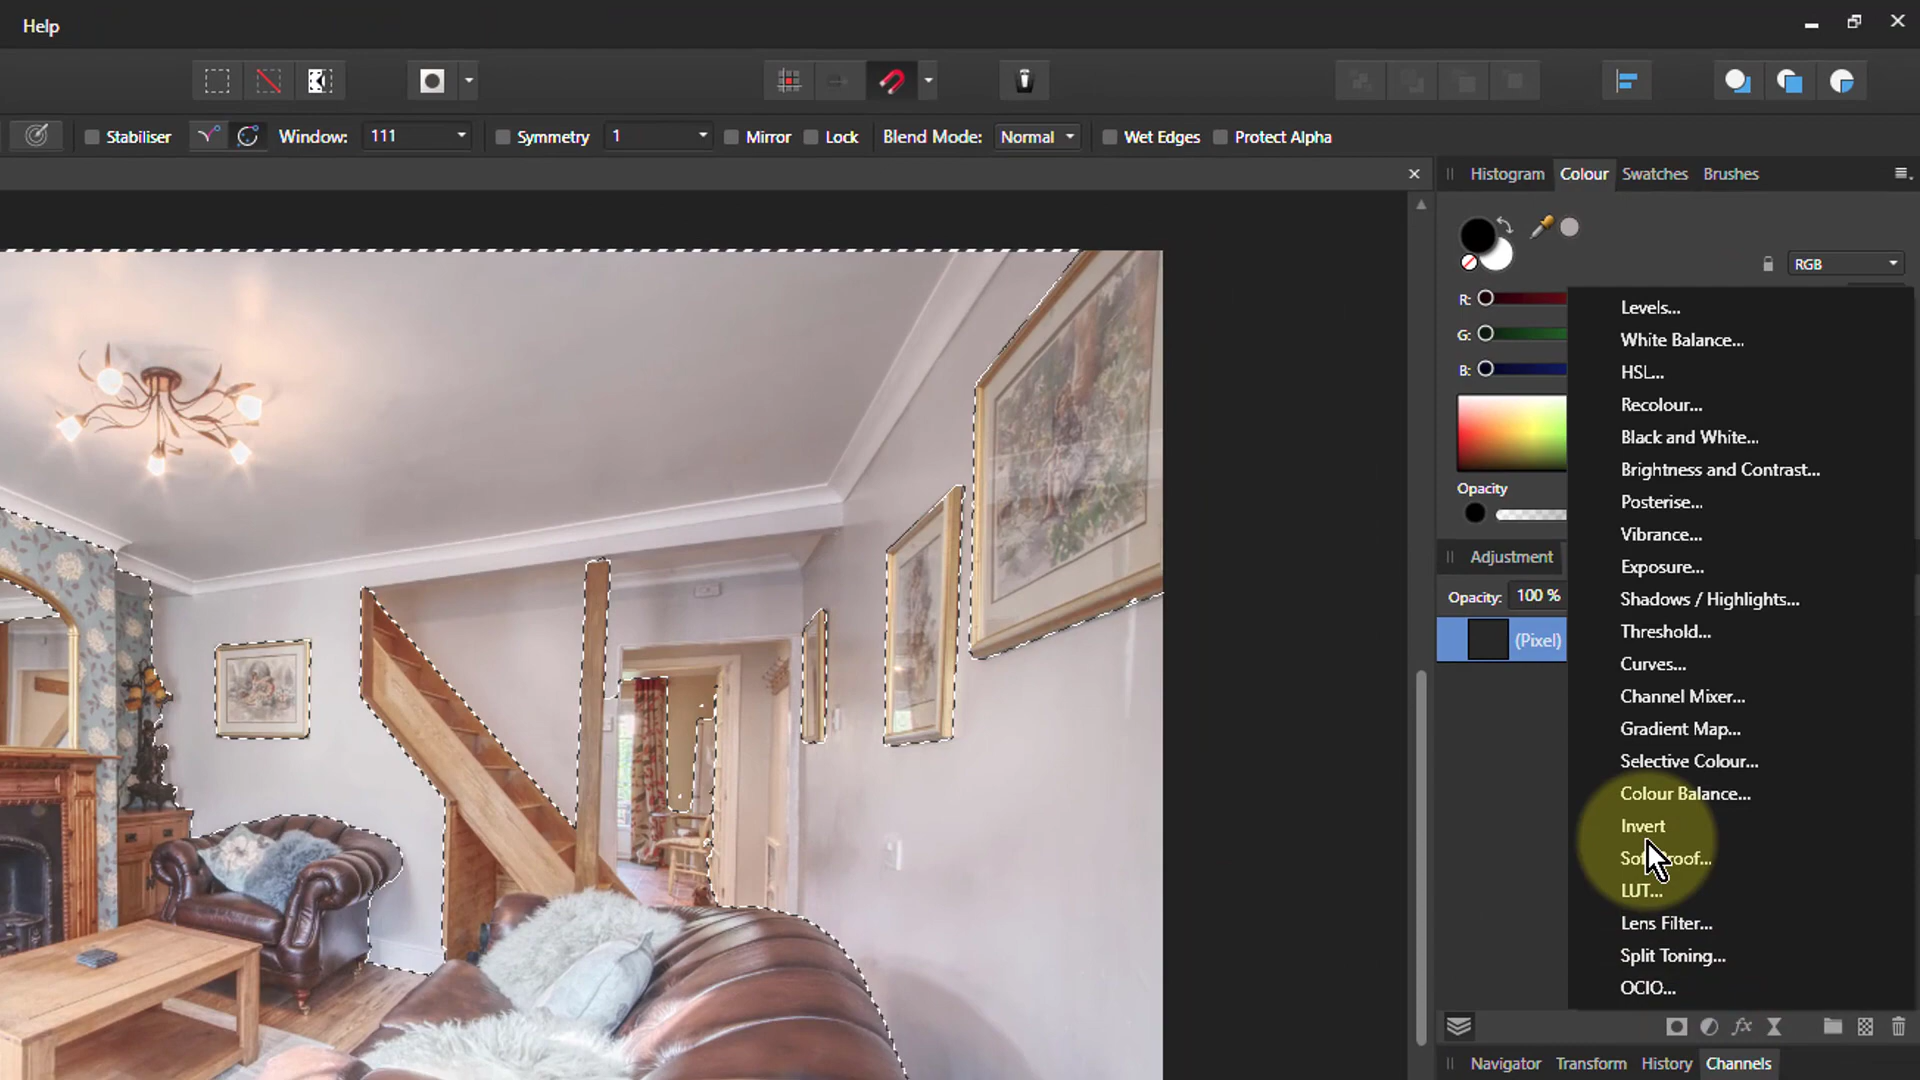 Help
Stabiliser Window: 111 Symmetry 1 Mirror Lock Blend Mode: Normal Wet Edges Protect Alpha
Histogram Colour Swatches Brushes
RGB
R:
G:
B:
Opacity
Adjustment
Opacity: 100 %
(Pixel)
Levels...
White Balance...
HSL...
Recolour...
Black and White...
Brightness and Contrast...
Posterise...
Vibrance...
Exposure...
Shadows / Highlights...
Threshold...
Curves...
Channel Mixer...
Gradient Map...
Selective Colour...
Colour Balance...
Invert
LUT...
Lens Filter...
Split Toning...
OCIO...
fx
Navigator Transform History Channels